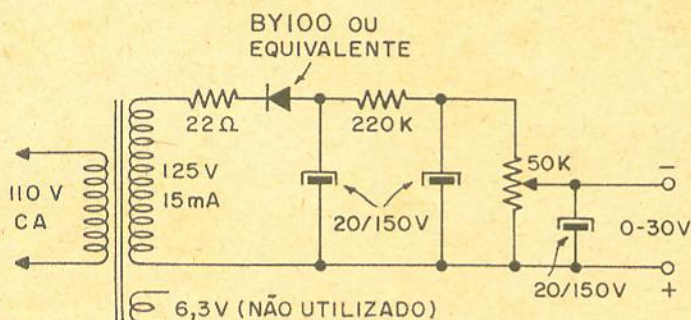 BY100 OU
EQUIVALENTE
22Ω
220K
110 V
CA
125V
15mA
20/150V
50K
−
0-30V
+
20/150V
6,3V (NÃO UTILIZADO)